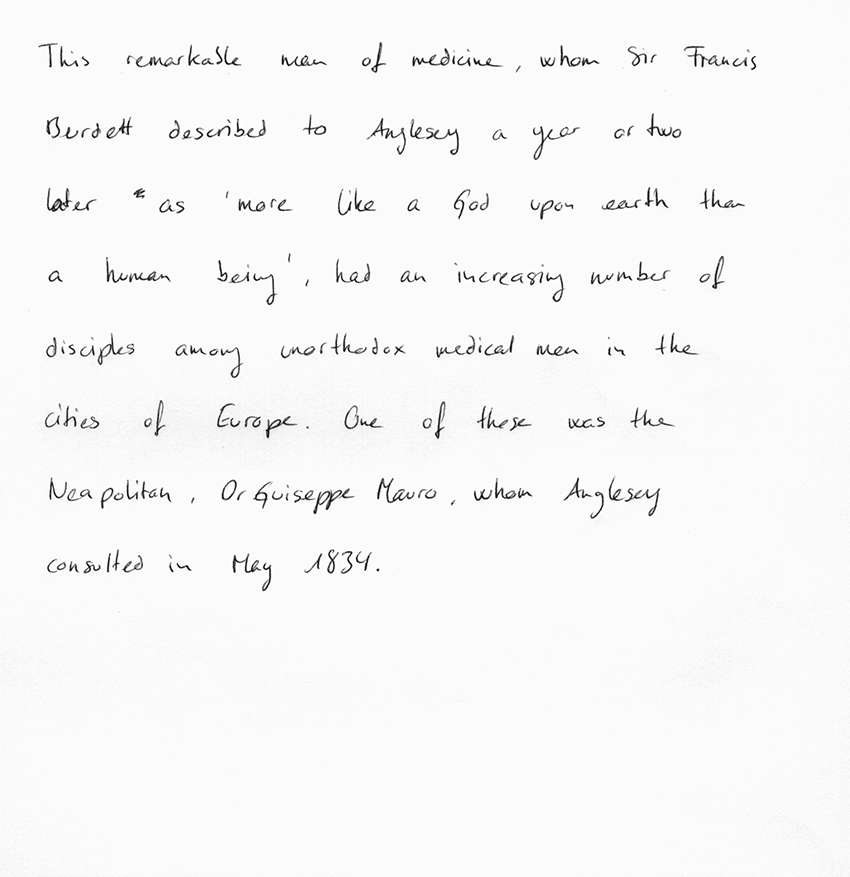 This remarkable man of medicine, whom Sir Francis
Burdett described to Anglesey a year or two
later as 'more like a God upon earth than
a human being', had an increasing number of
disciples among unorthodox medical men in the
cities of Europe. One of these was the
Neapolitan, Dr Guiseppe Mauro, whom Anglesey
consulted in May 1834.